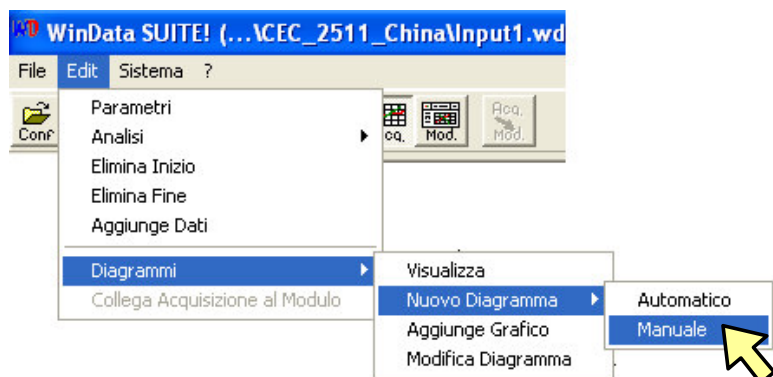 WinData SUITE! (...\CEC_2511_China\Input1.wd
File Edit Sistema ?
Conf cq. Mod. Acq. Mod.
Parametri
Analisi
Elimina Inizio
Elimina Fine
Aggiunge Dati
Diagrammi
Collega Acquisizione al Modulo
Visualizza
Nuovo Diagramma
Aggiunge Grafico
Modifica Diagramma
Automatico
Manuale